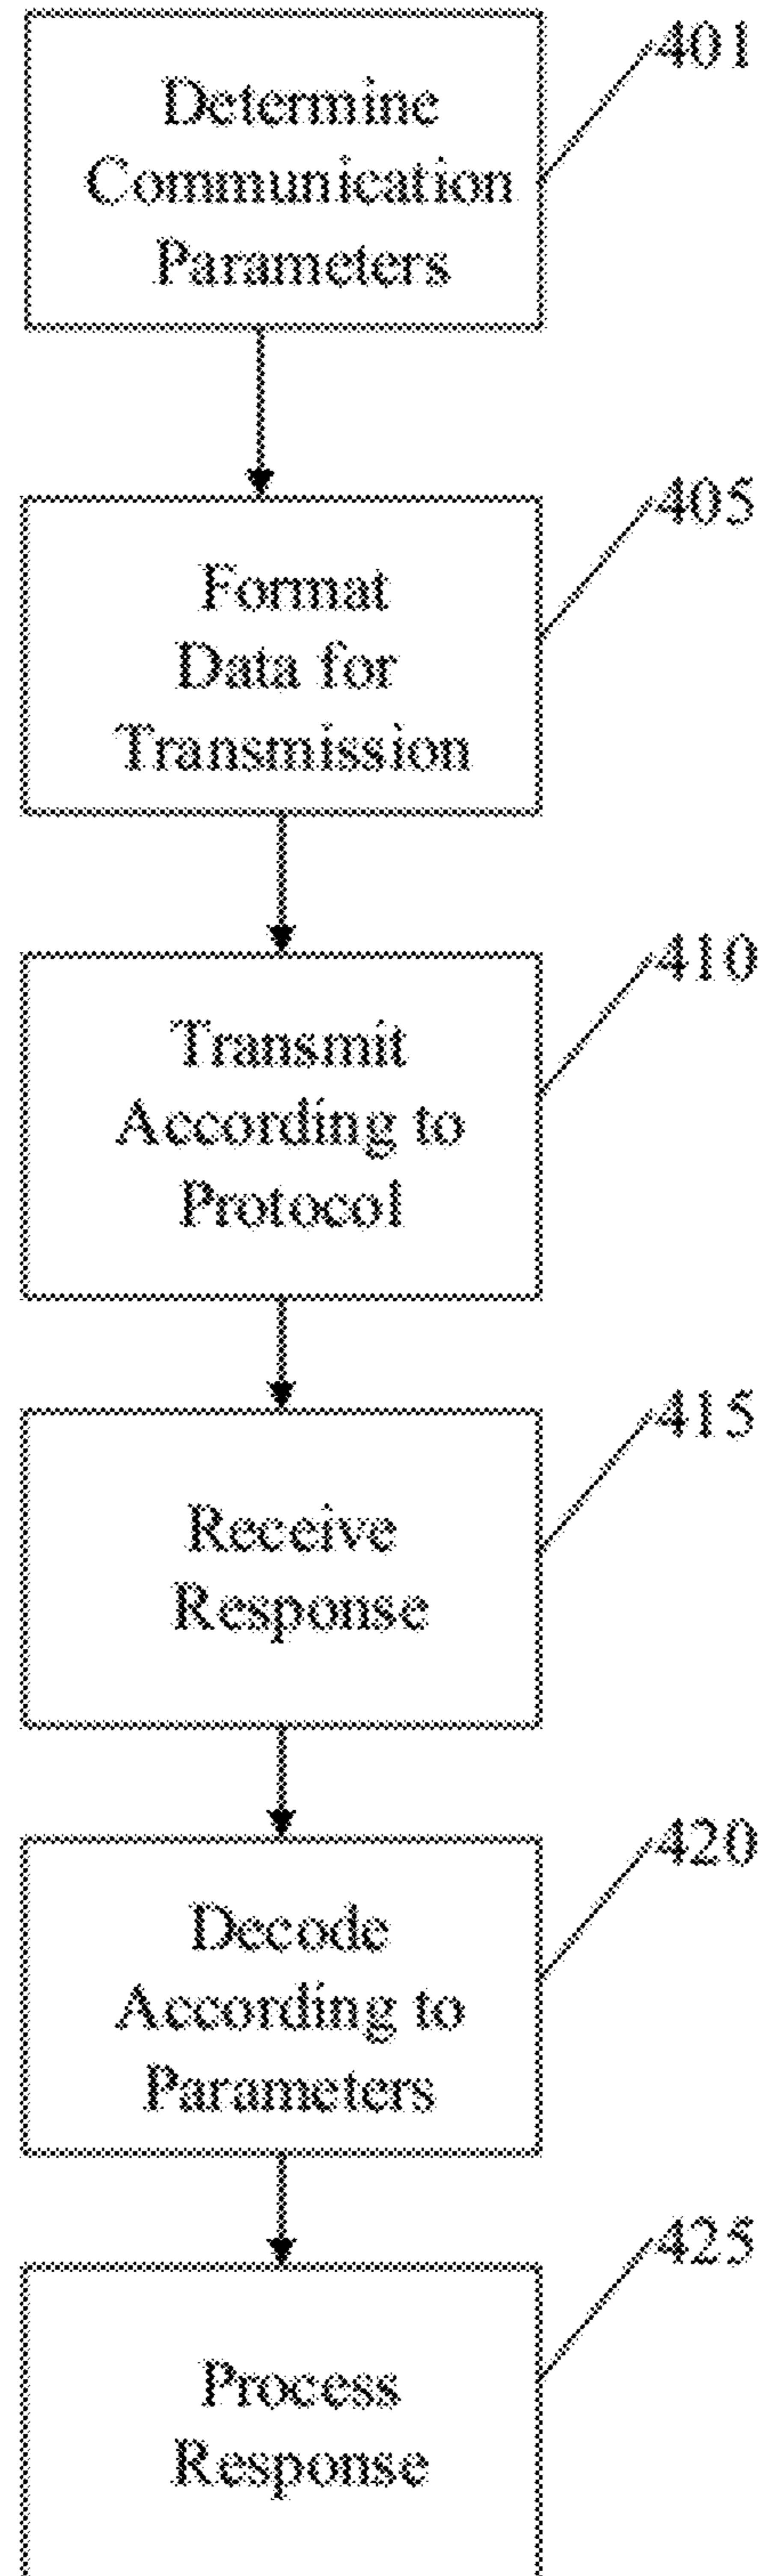 401
Determine
Communication
Parameters
405
Format
Data for
Transmission
410
Transmit
According to
Protocol
415
Receive
Response
420
Decode
According to
Parameters
425
Process
Response